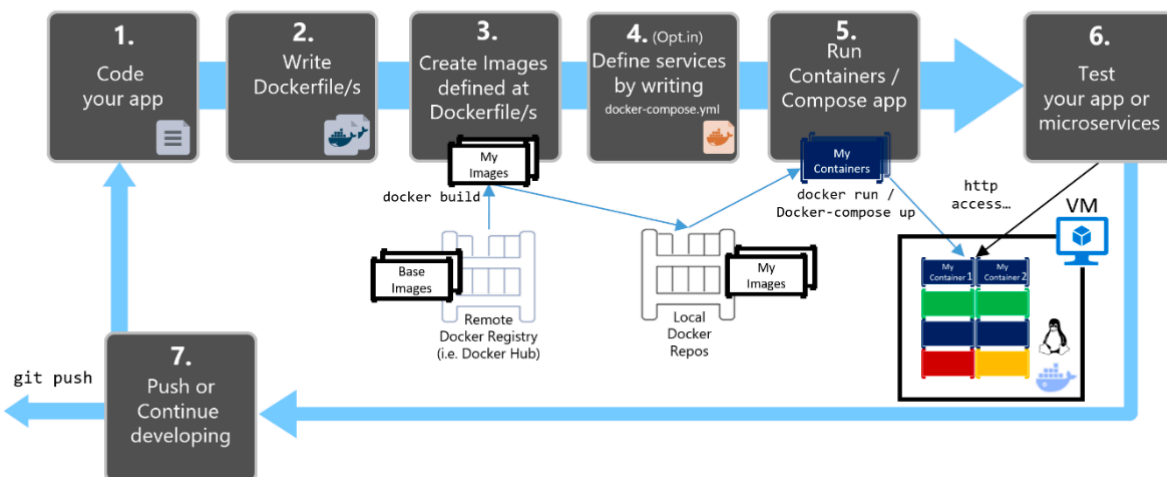 1.
Code
your app
2.
Write
Dockerfile/s
3.
Create Images
defined at
Dockerfile/s
My
Images
4. (Opt.in)
Define services
by writing
docker-compose.yml
5.
Run
Containers /
Compose app
My
Containers
6.
Test
your app or
microservices
docker build
docker run /
Docker-compose up
http
access…
VM
Base
Images
Remote
Docker Registry
(i.e. Docker Hub)
My
Images
Local
Docker
Repos
My
Container 1
My
Container 2
7.
Push or
Continue
developing
git push